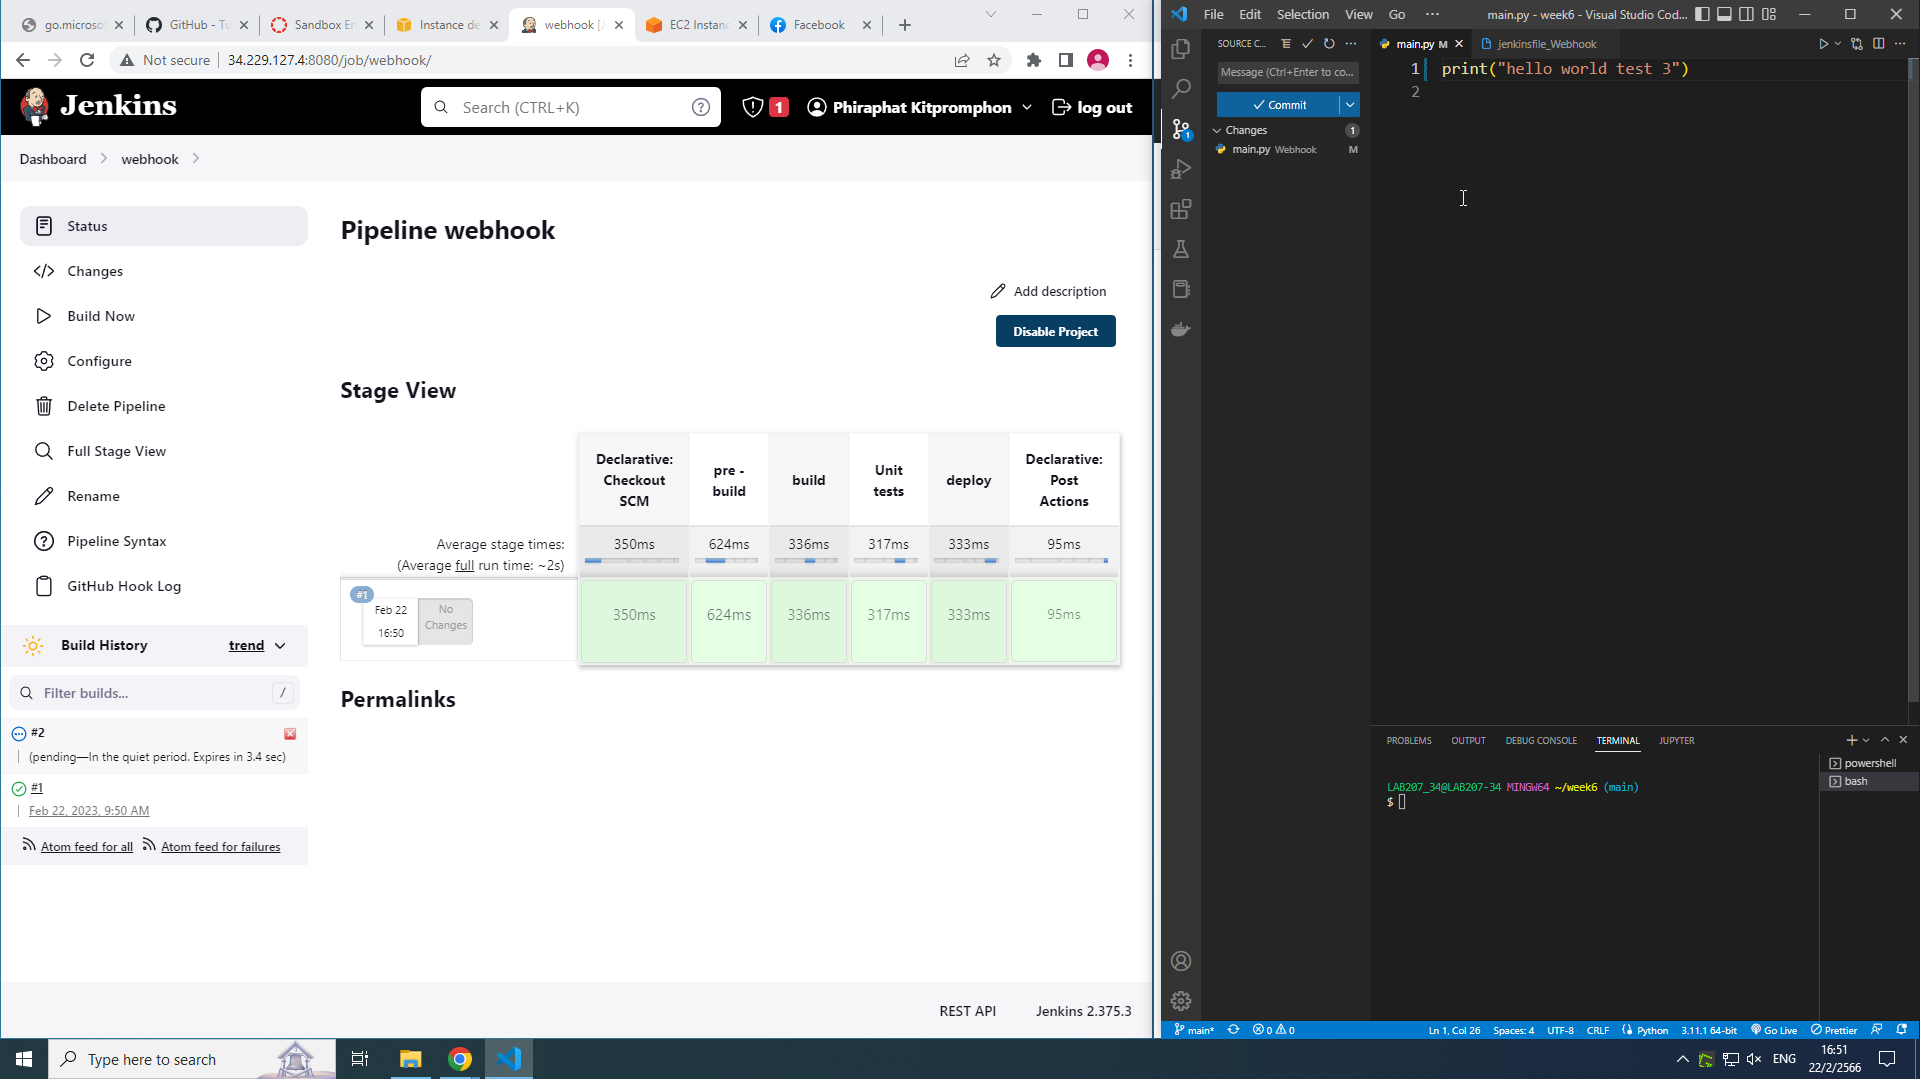 go.microsof
GitHub - Tu
Sandbox En
Instance de
webhook [J
EC2 Instanc
Facebook
Not secure
34.229.127.4:8080/job/webhook/
Jenkins
Search (CTRL+K)
1
Phiraphat Kitpromphon
log out
Dashboard
webhook
Status
Changes
Build Now
Configure
Delete Pipeline
Full Stage View
Rename
Pipeline Syntax
GitHub Hook Log
Build History
trend
Filter builds...
/
#2
(pending—In the quiet period. Expires in 3.4 sec)
#1
Feb 22, 2023, 9:50 AM
Atom feed for all
Atom feed for failures
Pipeline webhook
Add description
Disable Project
Stage View
Declarative: Checkout SCM
pre - build
build
Unit tests
deploy
Declarative: Post Actions
Average stage times:
(Average full run time: ~2s)
350ms
624ms
336ms
317ms
333ms
95ms
#1
Feb 22
16:50
No Changes
350ms
624ms
336ms
317ms
333ms
95ms
Permalinks
REST API
Jenkins 2.375.3
File
Edit
Selection
View
Go
main.py - week6 - Visual Studio Cod...
SOURCE C...
Message (Ctrl+Enter to co...
Commit
Changes
1
main.py Webhook
M
1
main.py M
jenkinsfile_Webhook
1 print("hello world test 3")
2
PROBLEMS
OUTPUT
DEBUG CONSOLE
TERMINAL
JUPYTER
powershell
bash
LAB207_34@LAB207-34 MINGW64 ~/week6 (main)
$
main*
0
0
Ln 1, Col 26
Spaces: 4
UTF-8
CRLF
Python
3.11.1 64-bit
Go Live
Prettier
Type here to search
ENG
16:51
22/2/2566